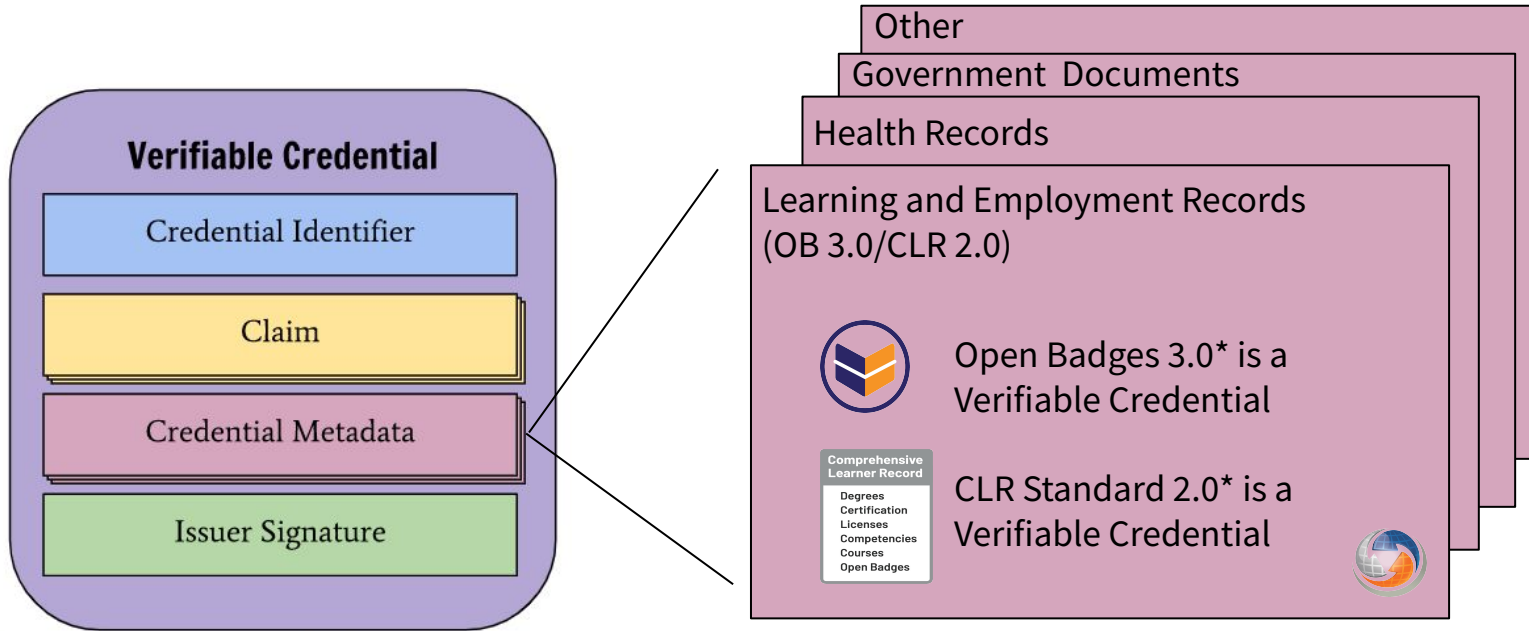 Verifiable Credential
Credential Identifier
Claim
Credential Metadata
Issuer Signature
Other
Government Documents
Health Records
Learning and Employment Records
(OB 3.0/CLR 2.0)
Open Badges 3.0* is a
Verifiable Credential
Comprehensive
Learner Record
Degrees
Certification
Licenses
Competencies
Courses
Open Badges
CLR Standard 2.0* is a
Verifiable Credential